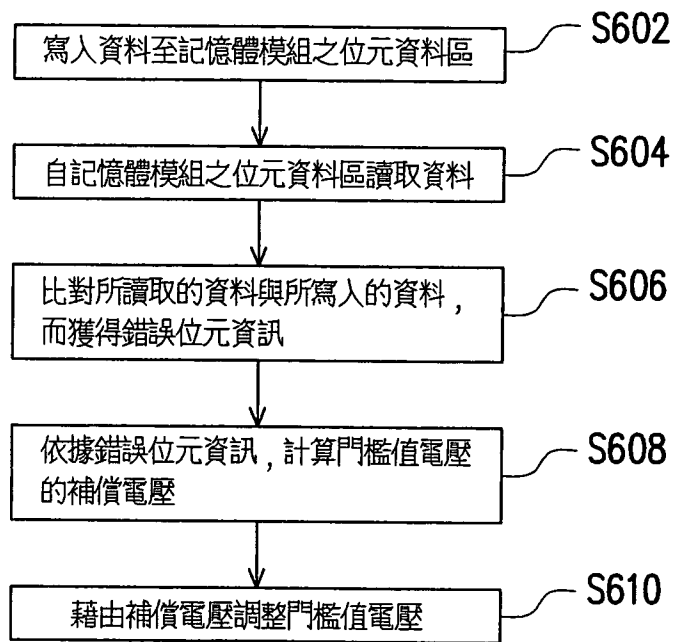 寫入資料至記憶體模組之位元資料區
S602
自記憶體模組之位元資料區讀取資料
S604
比對所讀取的資料與所寫入的資料,
而獲得錯誤位元資訊
S606
依據錯誤位元資訊,計算門檻值電壓
的補償電壓
S608
藉由補償電壓調整門檻值電壓
S610